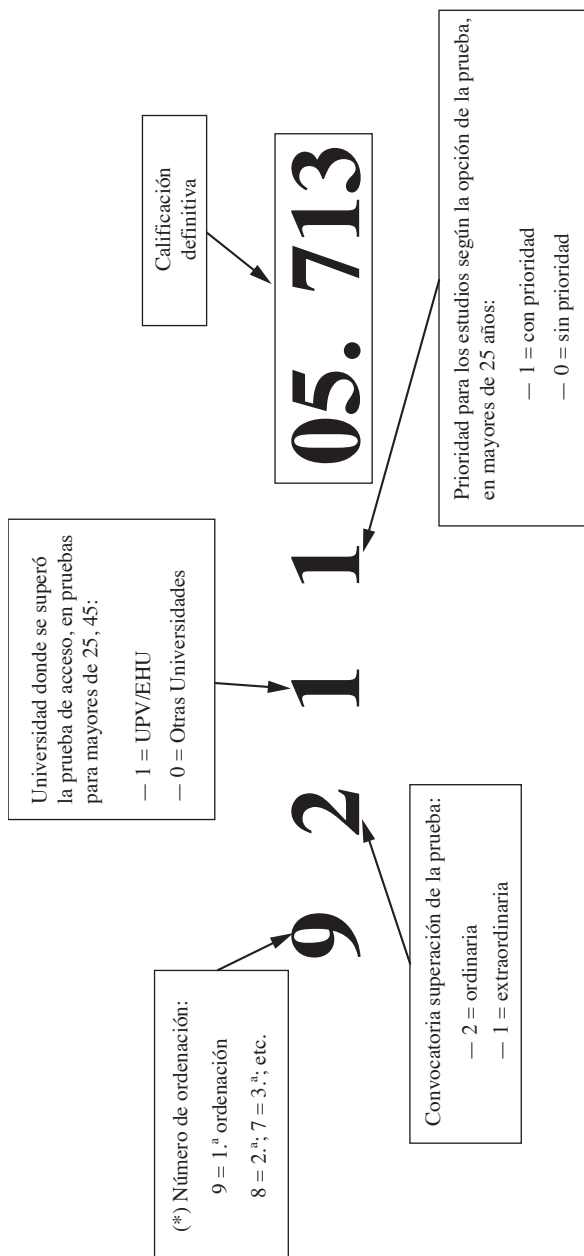 (*) Número de ordenación:
9 = 1.ª ordenación
8 = 2.ª; 7 = 3.ª; etc.
Universidad donde se superó
la prueba de acceso, en pruebas
para mayores de 25, 45:
— 1 = UPV/EHU
— 0 = Otras Universidades
Calificación
definitiva
9 2 1 1 05. 713
Convocatoria superación de la prueba:
— 2 = ordinaria
— 1 = extraordinaria
Prioridad para los estudios según la opción de la prueba,
en mayores de 25 años:
— 1 = con prioridad
— 0 = sin prioridad